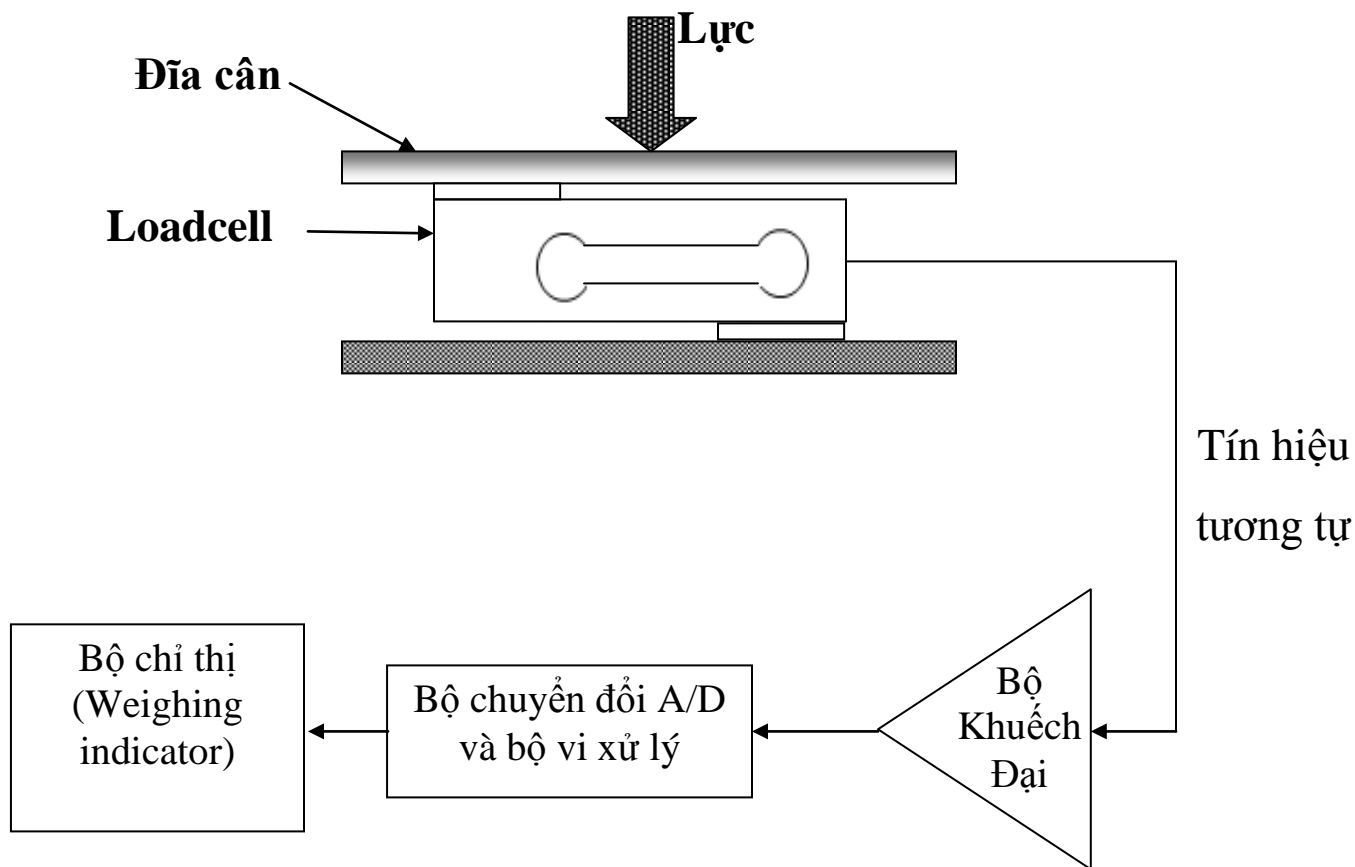 Lực
Đĩa cân
Loadcell
Tín hiệu
tương tự
Bộ chỉ thị
(Weighing
indicator)
Bộ chuyển đổi A/D
và bộ vi xử lý
Bộ
Khuếch
Đại